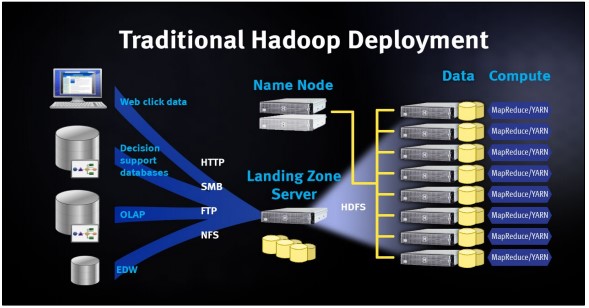 Traditional Hadoop Deployment
Data Compute
Name Node
Web click data
Decision
support
databases
OLAP
EDW
HTTP
SMB
FTP
NFS
Landing Zone
Server
HDFS
MapReduce/YARN
MapReduce/YARN
MapReduce/YARN
MapReduce/YARN
MapReduce/YARN
MapReduce/YARN
MapReduce/YARN
MapReduce/YARN